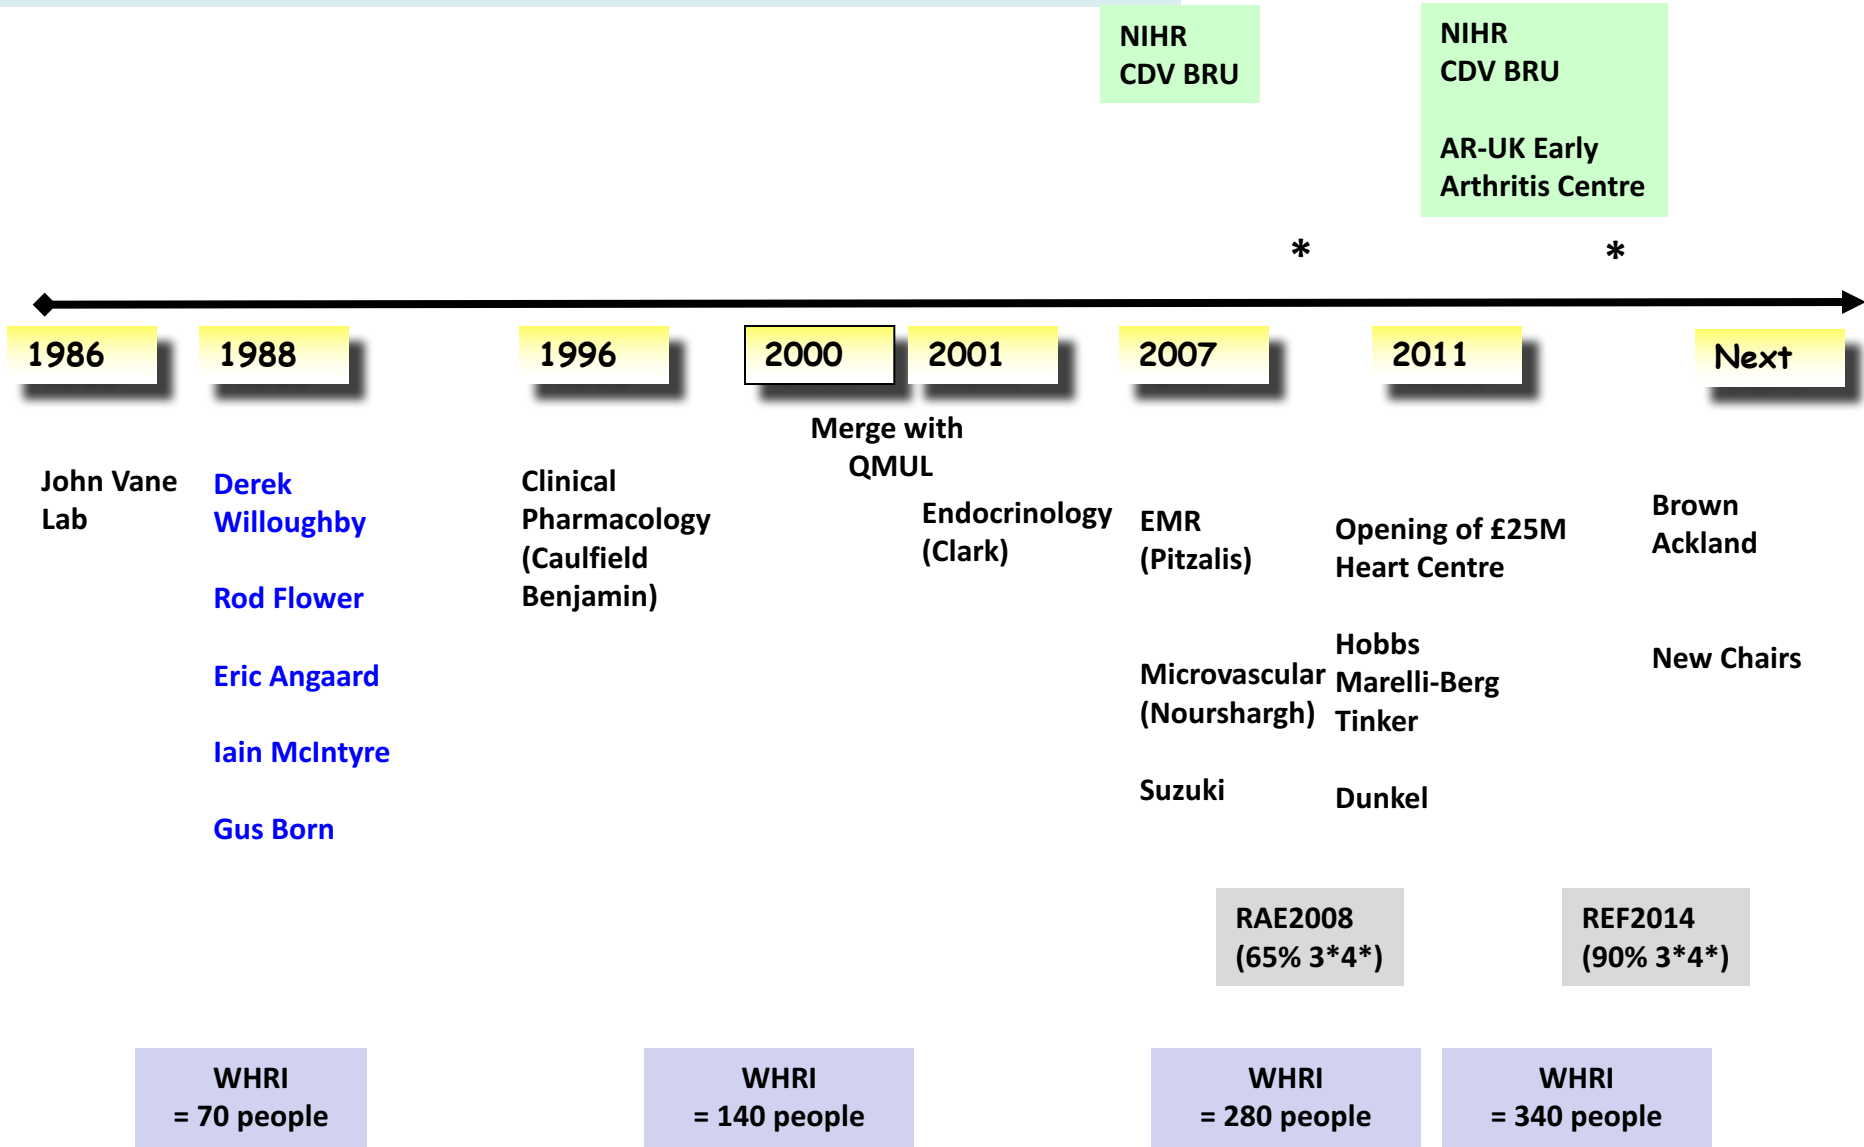 NIHR
CDV BRU
NIHR
CDV BRU
AR-UK Early
Arthritis Centre
*
*
1986
1988
1996
2000
2001
2007
2011
Next
John Vane
Lab
Derek
Willoughby
Rod Flower
Eric Angaard
Iain McIntyre
Gus Born
Clinical
Pharmacology
(Caulfield
Benjamin)
Merge with
QMUL
Endocrinology
(Clark)
EMR
(Pitzalis)
Microvascular
(Nourshargh)
Suzuki
Opening of £25M
Heart Centre
Hobbs
Marelli-Berg
Tinker
Dunkel
Brown
Ackland
New Chairs
RAE2008
(65% 3*4*)
REF2014
(90% 3*4*)
WHRI
= 70 people
WHRI
= 140 people
WHRI
= 280 people
WHRI
= 340 people